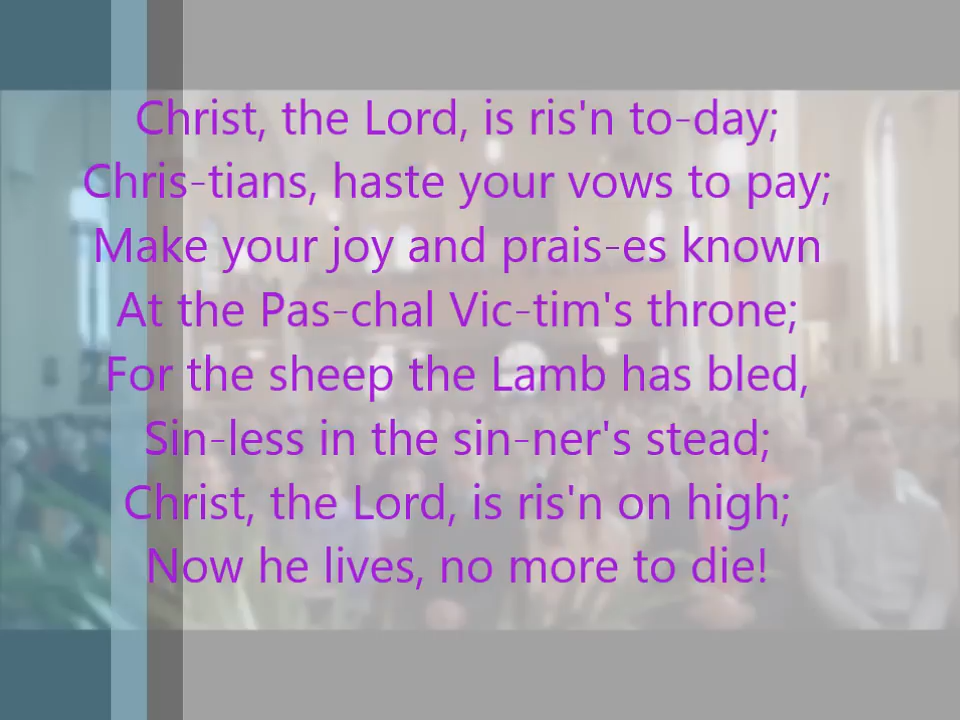 Christ, the Lord, is ris'n to-day;
Chris-tians, haste your vows to pay;
Make your joy and prais-es known
At the Pas-chal Vic-tim's throne;
For the sheep the Lamb has bled,
Sin-less in the sin-ner's stead;
Christ, the Lord, is ris'n on high;
Now he lives, no more to die!